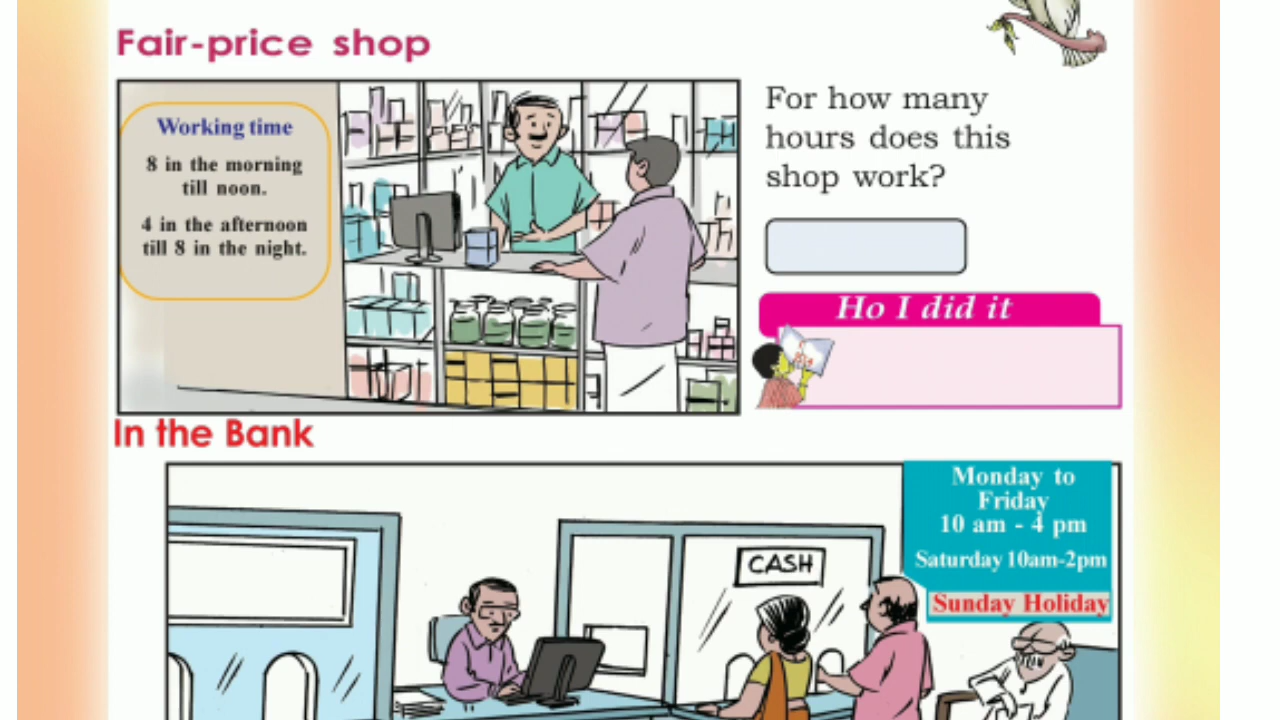 Fair-price shop
Working time
8 in the morning
till noon.
4 in the afternoon
till 8 in the night.
For how many
hours does this
shop work?
Ho I did it
In the Bank
Monday to
Friday
10 am - 4 pm
Saturday 10am-2pm
Sunday Holiday
CASH